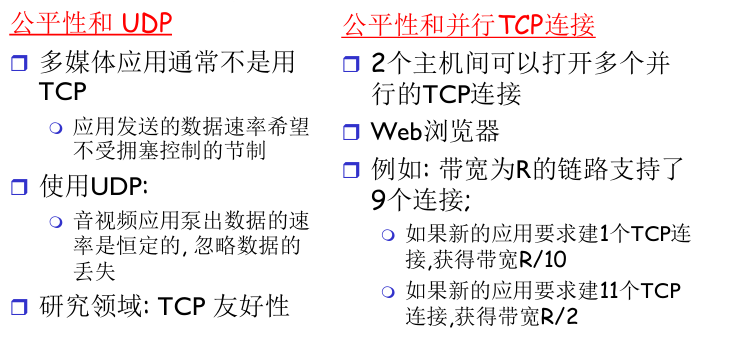 公平性和 UDP
多媒体应用通常不是用
TCP
应用发送的数据速率希望
不受拥塞控制的节制
使用UDP:
音视频应用泵出数据的速
率是恒定的, 忽略数据的
丢失
研究领域: TCP 友好性
公平性和并行TCP连接
2个主机间可以打开多个并
行的TCP连接
Web浏览器
例如: 带宽为R的链路支持了
9个连接;
如果新的应用要求建1个TCP连
接,获得带宽R/10
如果新的应用要求建11个TCP
连接,获得带宽R/2